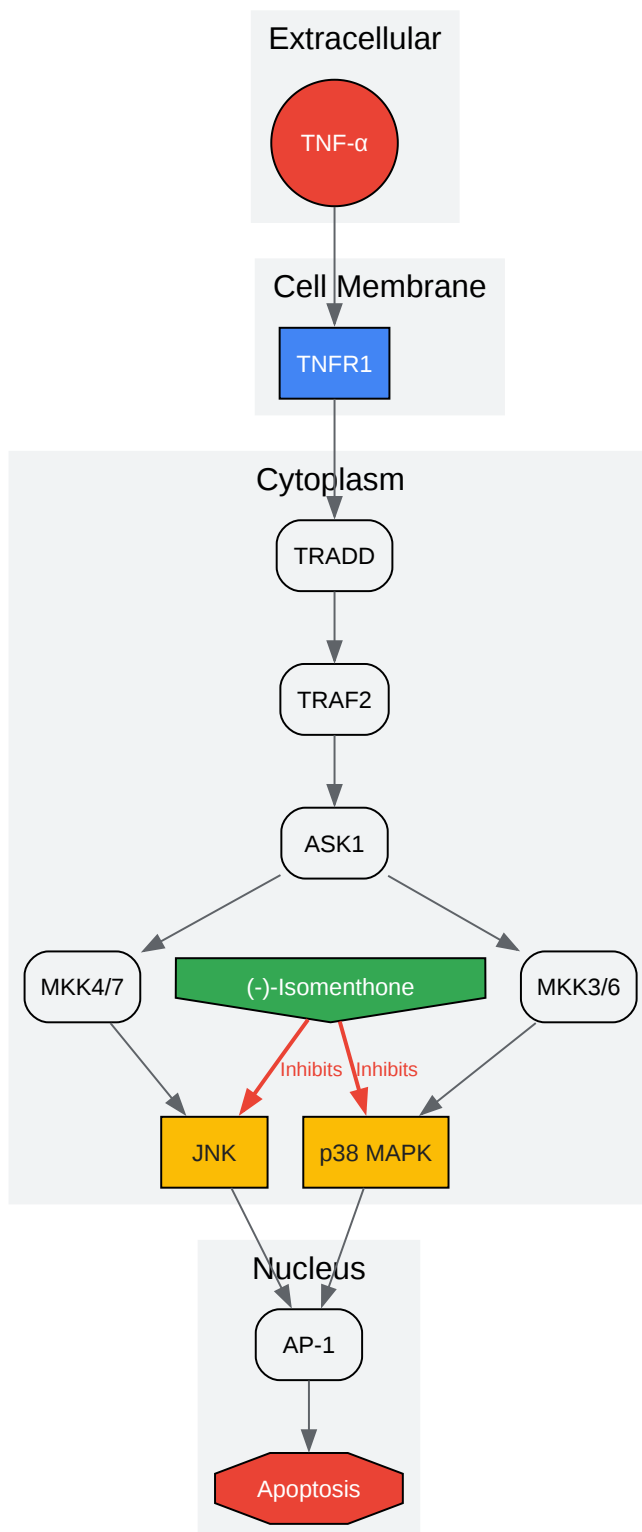 Extracellular
TNF-α
Cell Membrane
TNFR1
Cytoplasm
TRADD
TRAF2
ASK1
MKK4/7
(-)-Isomenthone
MKK3/6
Inhibits
Inhibits
JNK
p38 MAPK
Nucleus
AP-1
Apoptosis